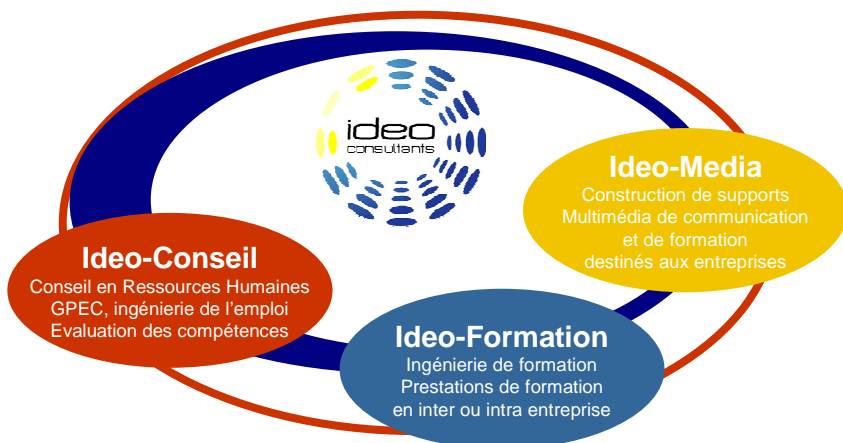 ideo
consultants
Ideo-Media
Construction de supports
Multimédia de communication
et de formation
destinés aux entreprises
Ideo-Conseil
Conseil en Ressources Humaines
GPEC, ingénierie de l’emploi
Evaluation des compétences
Ideo-Formation
Ingénierie de formation
Prestations de formation
en inter ou intra entreprise